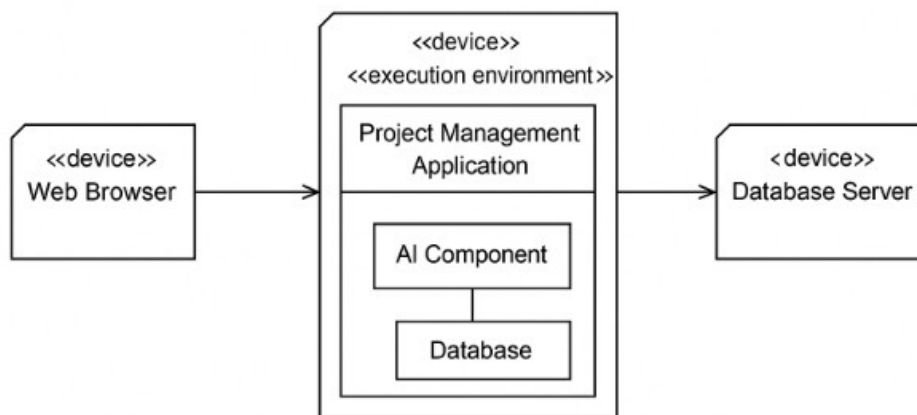 <<device>>
Web Browser
<<device>>
<<execution environment>>
Project Management
Application
AI Component
Database
<device>>
Database Server